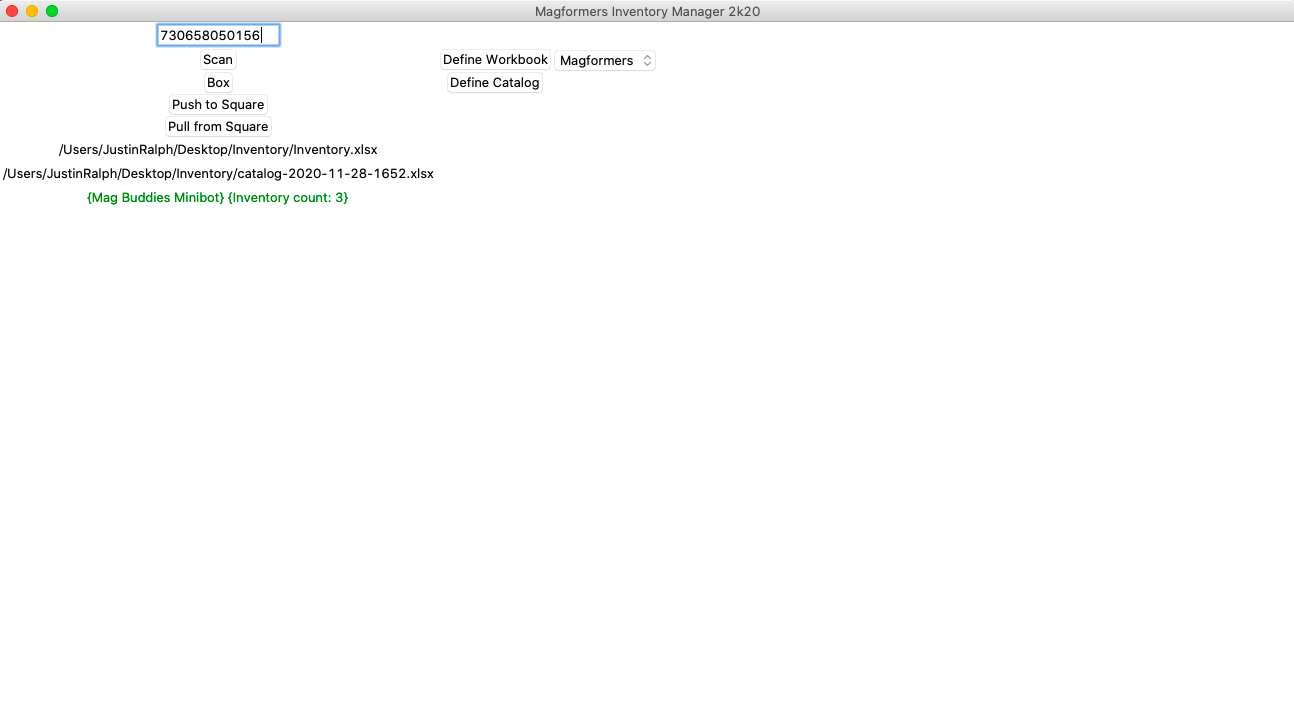 Magformers Inventory Manager 2k20
730658050156
Scan
Define Workbook Magformers
Box
Define Catalog
Push to Square
Pull from Square
/Users/JustinRalph/Desktop/Inventory/Inventory.xlsx
/Users/JustinRalph/Desktop/Inventory/catalog-2020-11-28-1652.xlsx
{Mag Buddies Minibot} {Inventory count: 3}